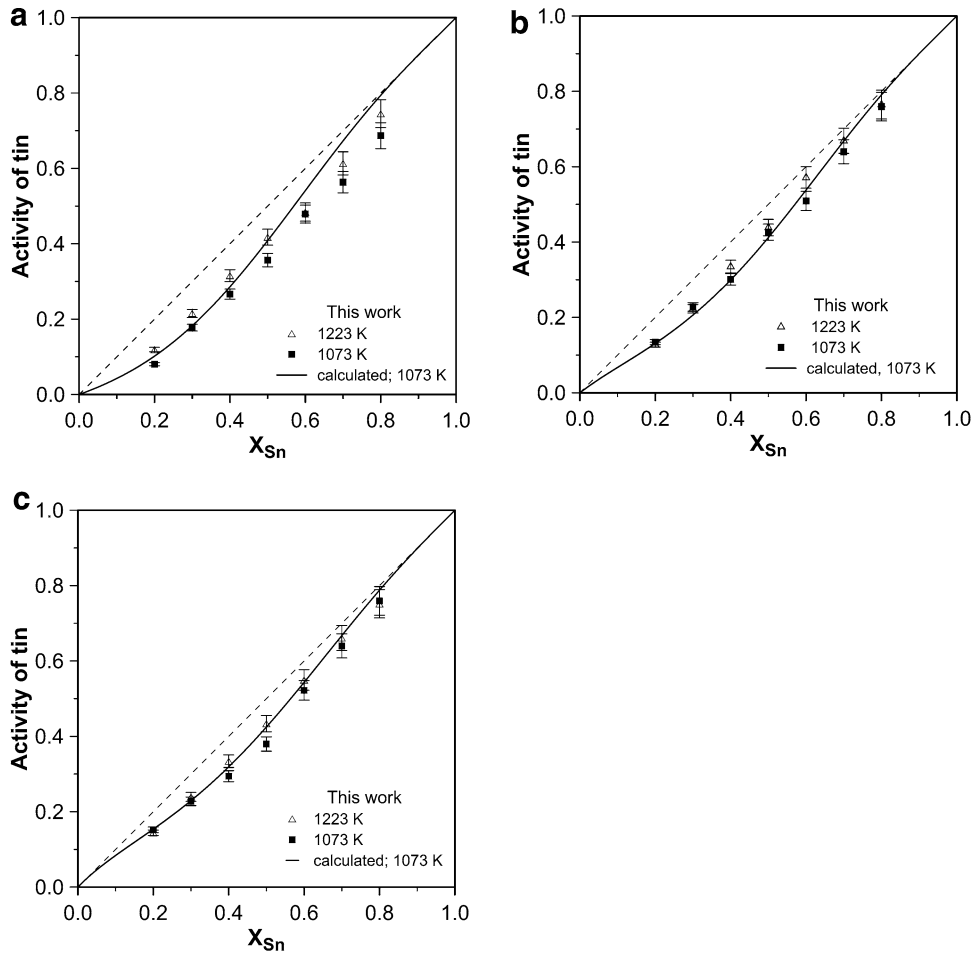 a
1.0
0.8
0.6
0.4
0.2
0.0
Activity of tin
This work
1223 K
1073 K
calculated; 1073 K
0.0 0.2 0.4 0.6 0.8 1.0
XSn
b
1.0
0.8
0.6
0.4
0.2
0.0
Activity of tin
This work
1223 K
1073 K
calculated, 1073 K
0.0 0.2 0.4 0.6 0.8 1.0
XSn
c
1.0
0.8
0.6
0.4
0.2
0.0
Activity of tin
This work
1223 K
1073 K
calculated; 1073 K
0.0 0.2 0.4 0.6 0.8 1.0
XSn